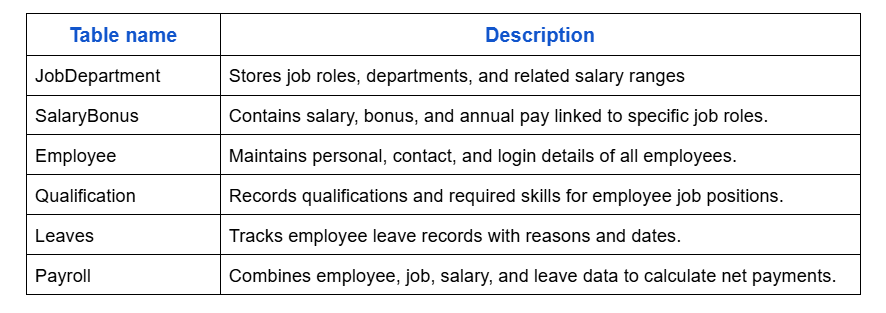 Table name Description
JobDepartment Stores job roles, departments, and related salary ranges
SalaryBonus Contains salary, bonus, and annual pay linked to specific job roles.
Employee Maintains personal, contact, and login details of all employees.
Qualification Records qualifications and required skills for employee job positions.
Leaves Tracks employee leave records with reasons and dates.
Payroll Combines employee, job, salary, and leave data to calculate net payments.